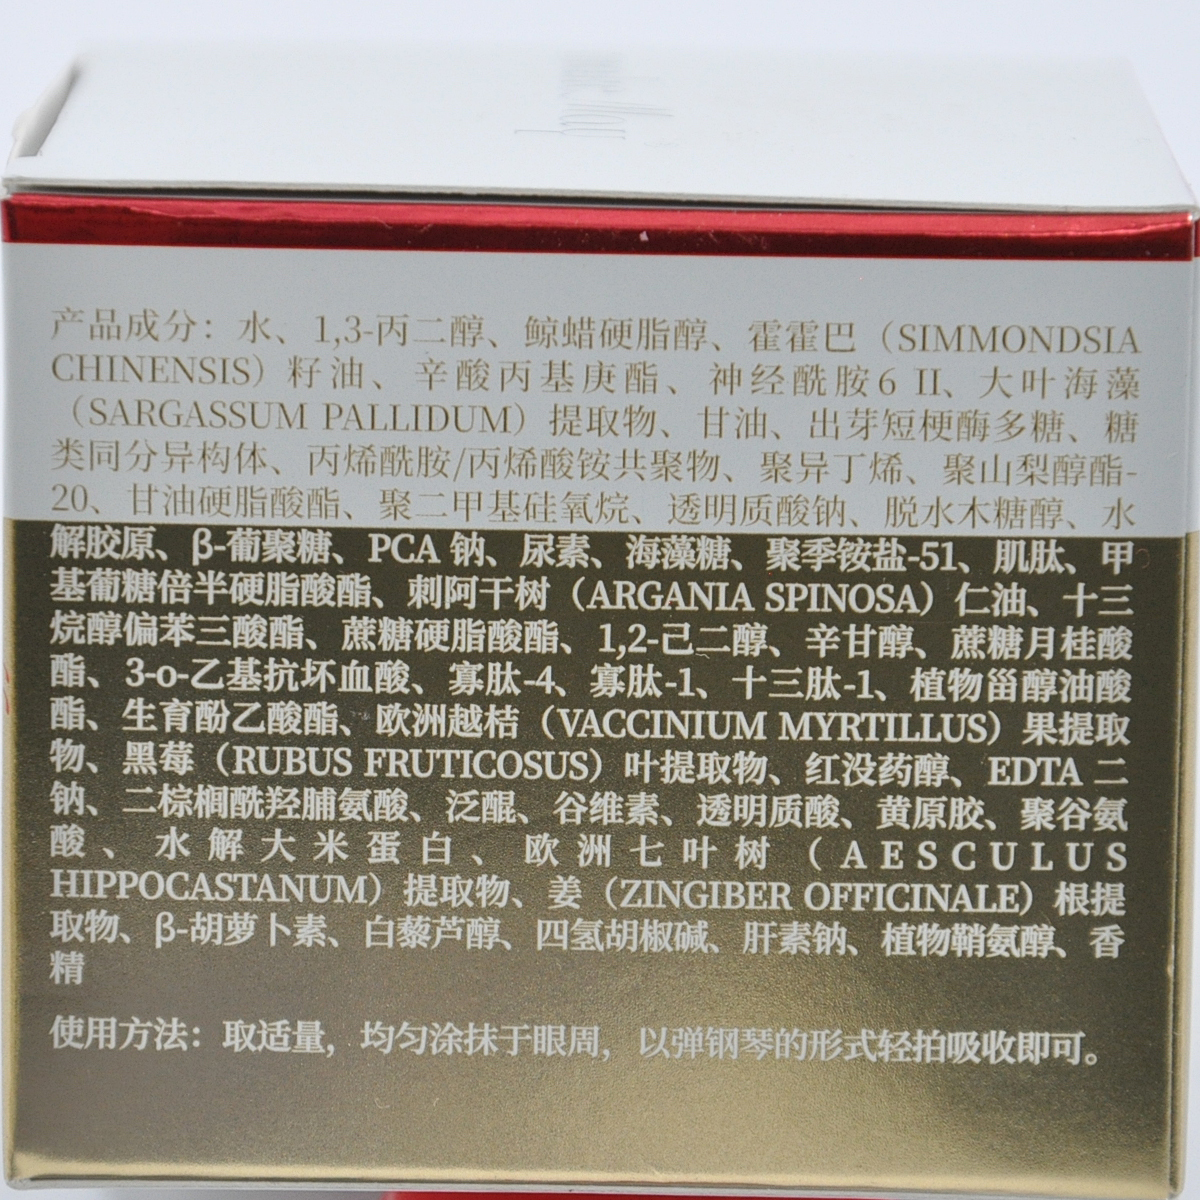 产品成分：水、1,3-丙二醇、鲸蜡硬脂醇、霍霍巴（SIMMONDSIA
CHINENSIS）籽油、辛酸丙基庚酯、神经酰胺6 II、大叶海藻
（SARGASSUM PALLIDUM）提取物、甘油、出芽短梗酶多糖、糖
类同分异构体、丙烯酰胺/丙烯酸铵共聚物、聚异丁烯、聚山梨醇酯-
20、甘油硬脂酸酯、聚二甲基硅氧烷、透明质酸钠、脱水木糖醇、水
解胶原、β-葡聚糖、PCA 钠、尿素、海藻糖、聚季铵盐-51、肌肽、甲
基葡糖倍半硬脂酸酯、刺阿干树（ARGANIA SPINOSA）仁油、十三
烷醇偏苯三酸酯、蔗糖硬脂酸酯、1,2-己二醇、辛甘醇、蔗糖月桂酸
酯、3-o-乙基抗坏血酸、寡肽-4、寡肽-1、十三肽-1、植物甾醇油酸
酯、生育酚乙酸酯、欧洲越桔（VACCINIUM MYRTILLUS）果提取
物、黑莓（RUBUS FRUTICOSUS）叶提取物、红没药醇、EDTA 二
钠、二棕榈酰羟脯氨酸、泛醌、谷维素、透明质酸、黄原胶、聚谷氨
酸、水解大米蛋白、欧洲七叶树（AESCULUS
HIPPOCASTANUM）提取物、姜（ZINGIBER OFFICINALE）根提
取物、β-胡萝卜素、白藜芦醇、四氢胡椒碱、肝素钠、植物鞘氨醇、香
精
使用方法：取适量，均匀涂抹于眼周，以弹钢琴的形式轻拍吸收即可。